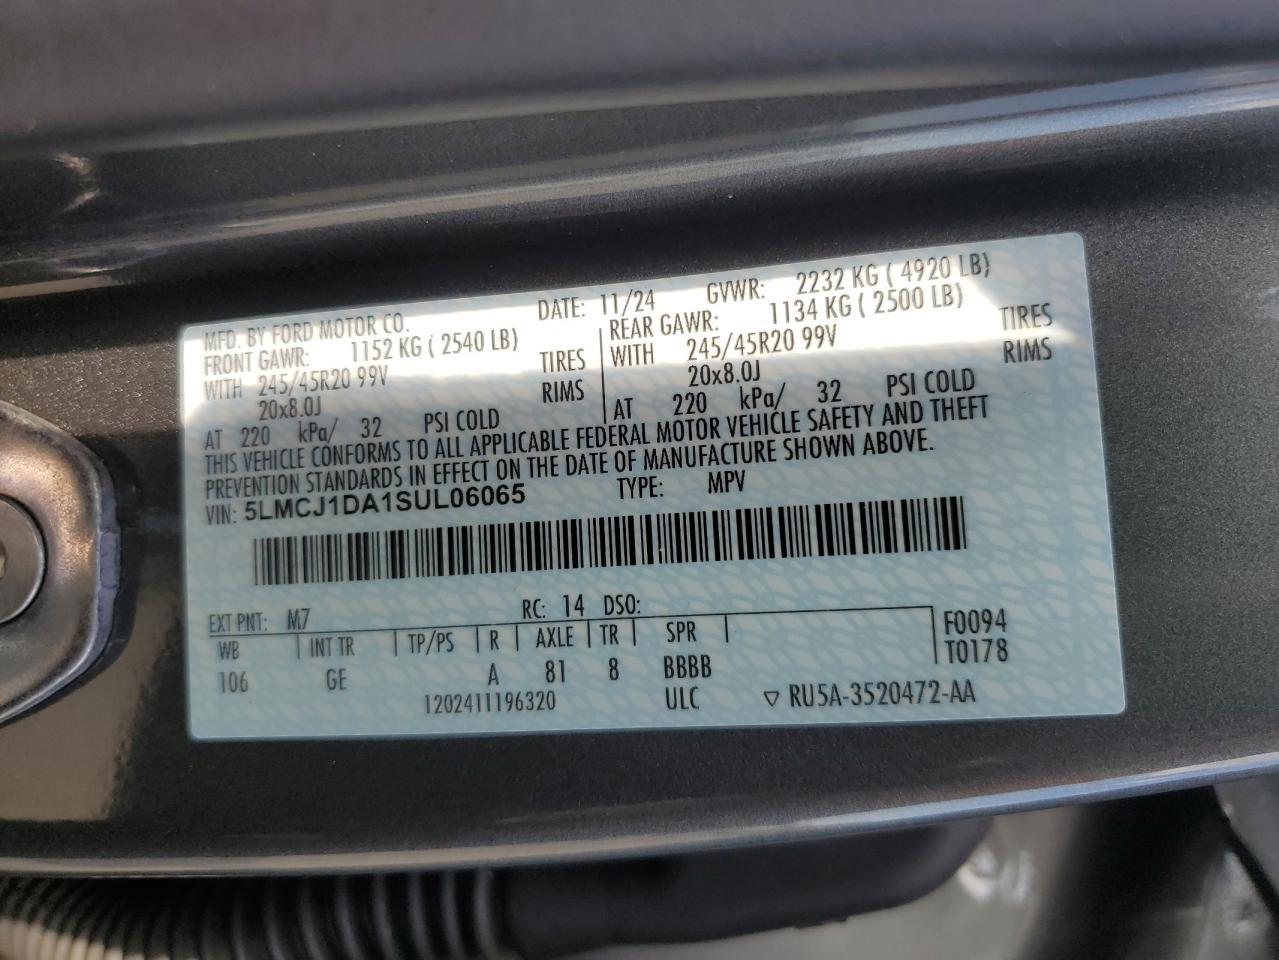 MFD. BY FORD MOTOR CO. DATE: 11/24 GVWR: 2232 KG ( 4920 LB)
FRONT GAWR: 1152 KG ( 2540 LB) REAR GAWR: 1134 KG ( 2500 LB)
WITH 245/45R20 99V TIRES WITH 245/45R20 99V TIRES
20x8.0J RIMS 20x8.0J RIMS
AT 220 kPa/ 32 PSI COLD AT 220 kPa/ 32 PSI COLD
THIS VEHICLE CONFORMS TO ALL APPLICABLE FEDERAL MOTOR VEHICLE SAFETY AND THEFT
PREVENTION STANDARDS IN EFFECT ON THE DATE OF MANUFACTURE SHOWN ABOVE.
VIN: 5LMCJ1DA1SUL06065 TYPE: MPV
EXT PNT: M7 RC: 14 DSO:
WB INT TR TP/PS R AXLE TR SPR F0094
106 GE A 81 8 BBBB T0178
1202411196320 ULC ▽ RU5A-3520472-AA